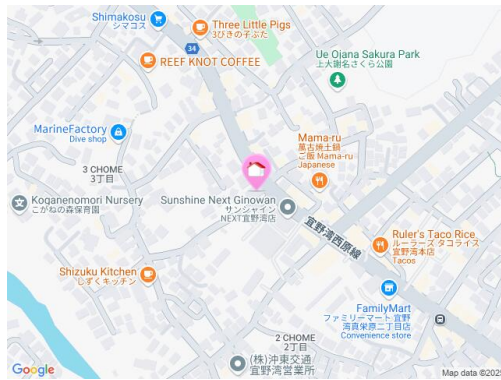 Shimakosu
シマコス
Three Little Pigs
3びきの子ぶた
34
REEF KNOT COFFEE
Ue Ojana Sakura Park
上大謝名さくら公園
MarineFactory
Dive shop
Mama-ru
萬古焼土鍋
ご飯 Mama-ru
Japanese
3 CHOME
3丁目
Koganenomori Nursery
こがねの森保育園
Sunshine Next Ginowan
サンシャイン
NEXT宜野湾店
宜野湾西原線
Ruler's Taco Rice
ルーラーズ タコライス
宜野湾本店
Tacos
Shizuku Kitchen
しずくキッチン
FamilyMart
ファミリーマート 宜野
湾真栄原二丁目店
Convenience store
2 CHOME
2丁目
(株)沖東交通
宜野湾営業所
Google
Map data ©2025